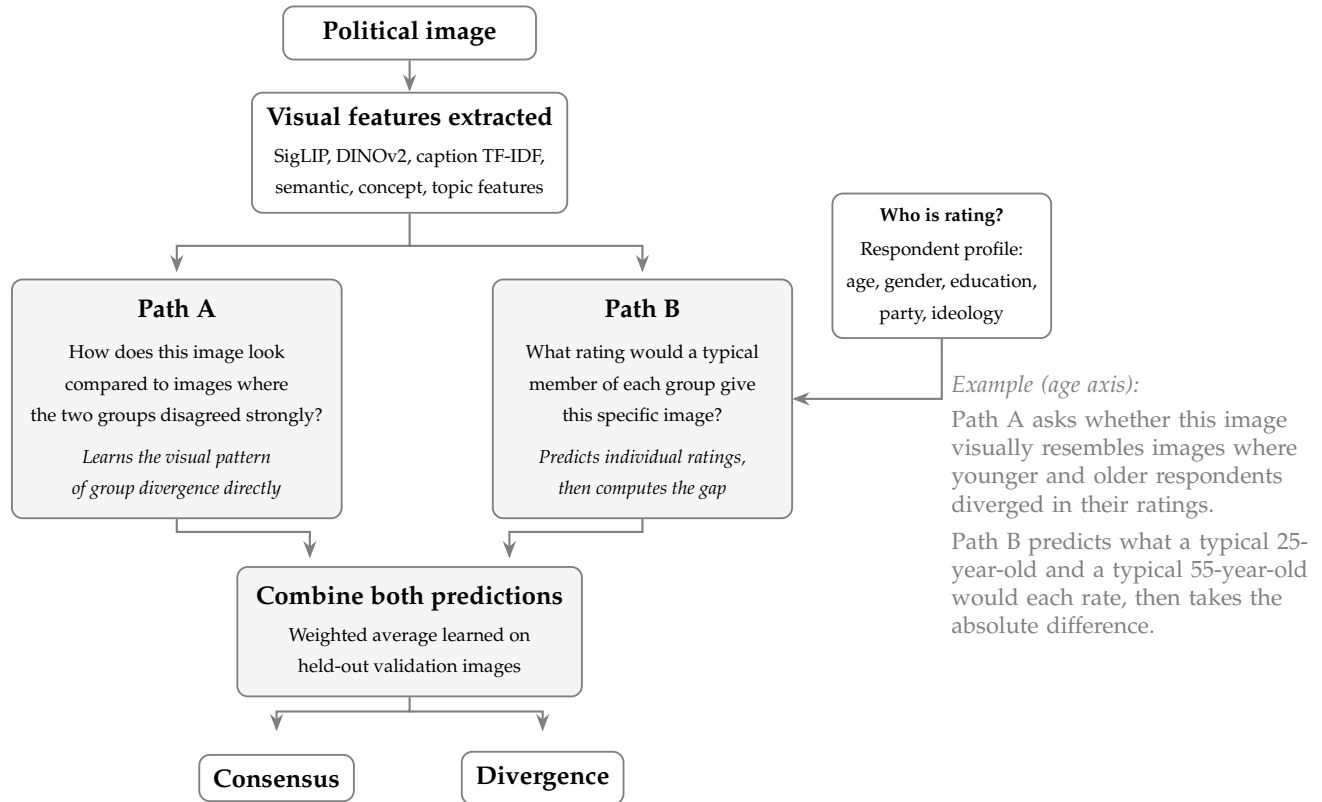 Political image
Visual features extracted
SigLIP, DINOv2, caption TF-IDF,
semantic, concept, topic features
Who is rating?
Respondent profile:
age, gender, education,
party, ideology
Path A
How does this image look
compared to images where
the two groups disagreed strongly?
Learns the visual pattern
of group divergence directly
Path B
What rating would a typical
member of each group give
this specific image?
Predicts individual ratings,
then computes the gap
Example (age axis):
Path A asks whether this image
visually resembles images where
younger and older respondents
diverged in their ratings.
Path B predicts what a typical 25-
year-old and a typical 55-year-old
would each rate, then takes the
absolute difference.
Combine both predictions
Weighted average learned on
held-out validation images
Consensus
Divergence